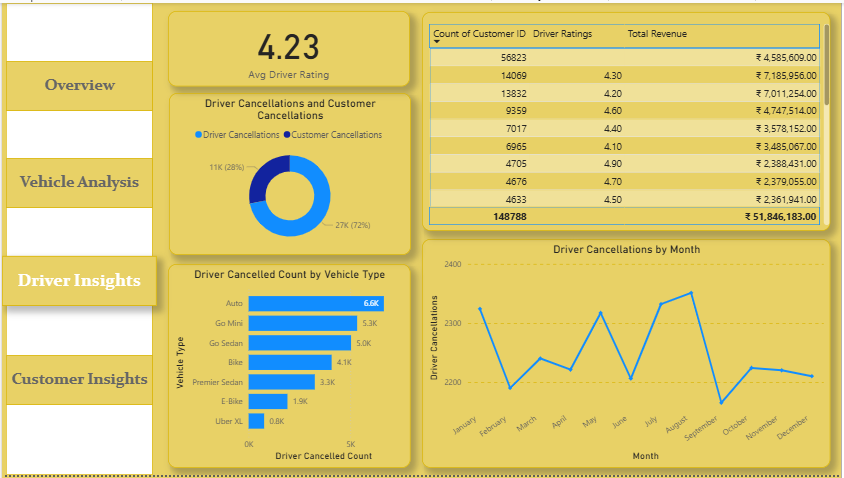 Overview
Vehicle Analysis
Driver Insights
Customer Insights
4.23
Avg Driver Rating
Driver Cancellations and Customer
Cancellations
Driver Cancellations Customer Cancellations
11K (28%)
27K (72%)
Driver Cancelled Count by Vehicle Type
Vehicle Type
Auto 6.6K
Go Mini 5.3K
Go Sedan 5.0K
Bike 4.1K
Premier Sedan 3.3K
E-Bike 1.9K
Uber XL 0.8K
0K 5K
Driver Cancelled Count
Count of Customer ID Driver Ratings Total Revenue
56823 ₹ 4,585,609.00
14069 4.30 ₹ 7,185,956.00
13832 4.20 ₹ 7,011,254.00
9359 4.60 ₹ 4,747,514.00
7017 4.40 ₹ 3,578,152.00
6965 4.10 ₹ 3,485,067.00
4705 4.90 ₹ 2,388,431.00
4676 4.70 ₹ 2,379,055.00
4633 4.50 ₹ 2,361,941.00
148788 ₹ 51,846,183.00
Driver Cancellations by Month
Driver Cancellations
2400
2300
2200
January February March April May June July August September October November December
Month